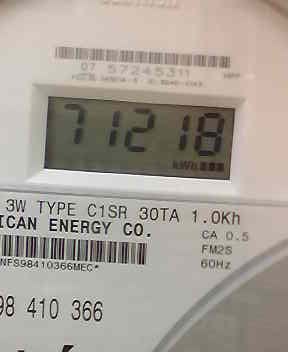 07 57245311
71218
kWh
3W TYPE C1SR 30TA 1.0Kh
ICAN ENERGY CO.
CA 0.5
FM2S
60Hz
NFS98410366MEC*
98 410 366